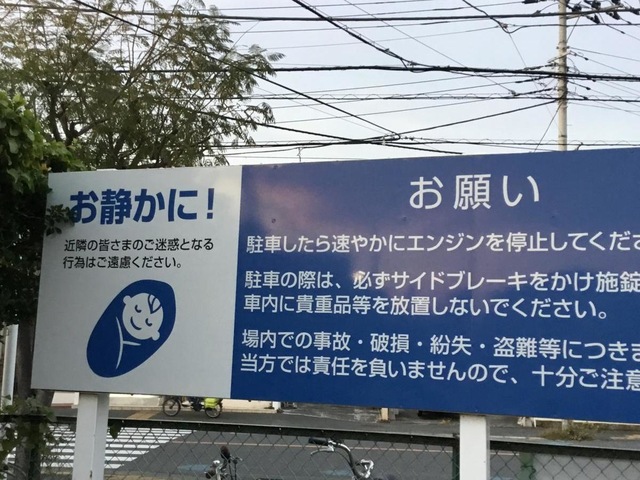 お静かに!
近隣の皆さまのご迷惑となる
行為はご遠慮ください。
お願い
駐車したら速やかにエンジンを停止してくださ
駐車の際は、必ずサイドブレーキをかけ施錠
車内に貴重品等を放置しないでください。
場内での事故・破損・紛失・盗難等につきま
当方では責任を負いませんので、十分ご注意